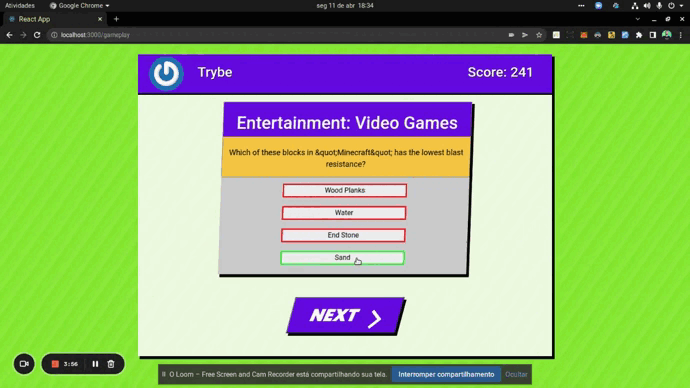 Atividades Google Chrome seg 11 de abr 18:34
React App
localhost:3000/gameplay
Trybe Score: 241
Entertainment: Video Games
Which of these blocks in &quot;Minecraft&quot; has the lowest blast
resistance?
Wood Planks
Water
End Stone
Sand
NEXT
3:56
O Loom – Free Screen and Cam Recorder está compartilhando sua tela. Interromper compartilhamento Ocultar